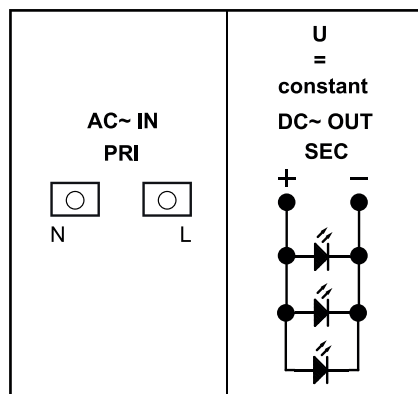 AC~ IN
PRI
N L
U
=
constant
DC~ OUT
SEC
+ −